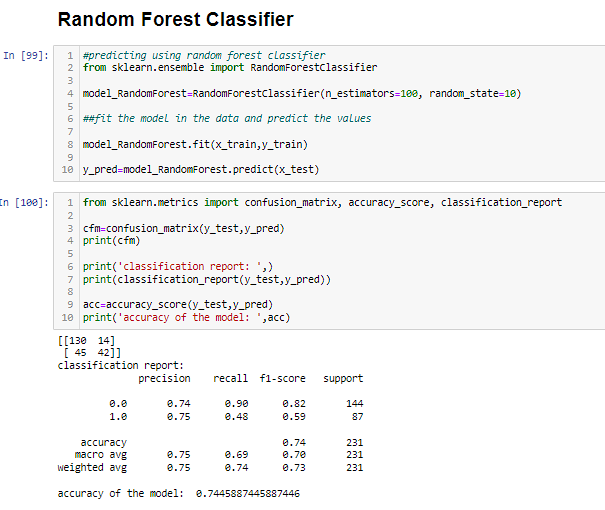 Random Forest Classifier
In [99]:
1 #predicting using random forest classifier
2 from sklearn.ensemble import RandomForestClassifier
3
4 model_RandomForest=RandomForestClassifier(n_estimators=100, random_state=10)
5
6 ##fit the model in the data and predict the values
7
8 model_RandomForest.fit(x_train,y_train)
9
10 y_pred=model_RandomForest.predict(x_test)
In [100]:
1 from sklearn.metrics import confusion_matrix, accuracy_score, classification_report
2
3 cfm=confusion_matrix(y_test,y_pred)
4 print(cfm)
5
6 print('classification report: ',)
7 print(classification_report(y_test,y_pred))
8
9 acc=accuracy_score(y_test,y_pred)
10 print('accuracy of the model: ',acc)
[[130 14]
[ 45 42]]
classification report:
precision recall f1-score support
0.0 0.74 0.90 0.82 144
1.0 0.75 0.48 0.59 87
accuracy 0.74 231
macro avg 0.75 0.69 0.70 231
weighted avg 0.75 0.74 0.73 231
accuracy of the model: 0.7445887445887446